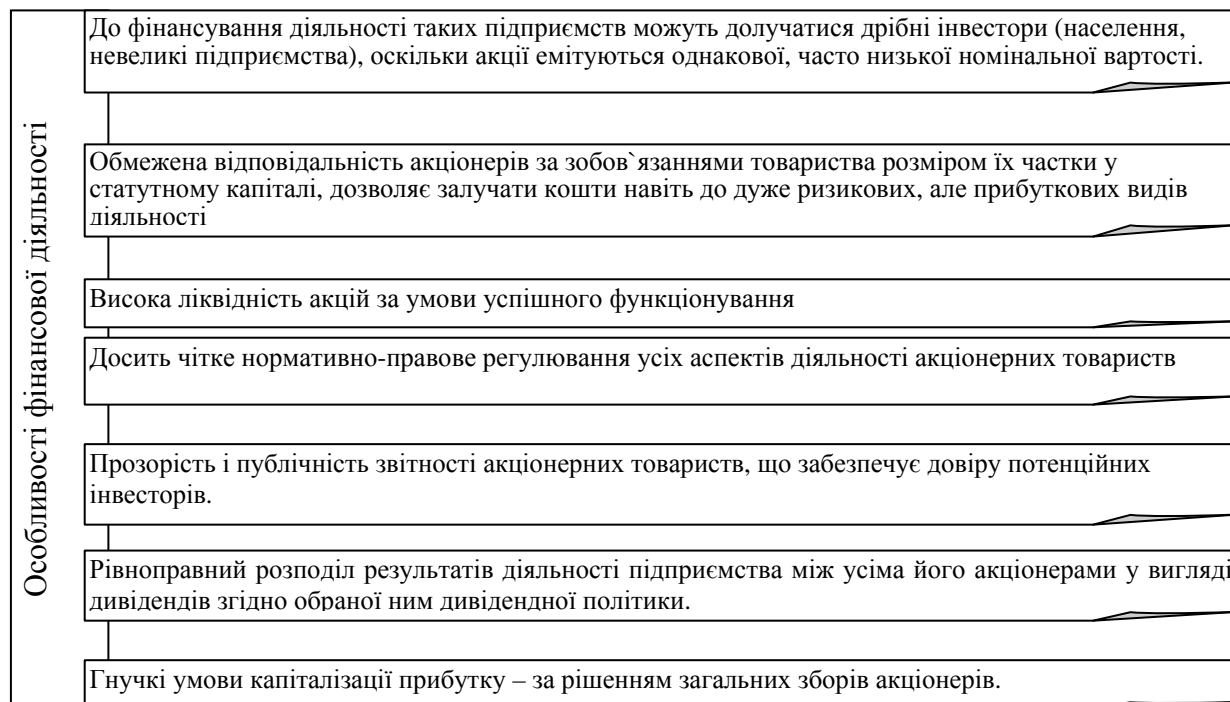 Особливості фінансової діяльності
До фінансування діяльності таких підприємств можуть долучатися дрібні інвестори (населення,
невеликі підприємства), оскільки акції емітуються однакової, часто низької номінальної вартості.
Обмежена відповідальність акціонерів за зобов`язаннями товариства розміром їх частки у
статутному капіталі, дозволяє залучати кошти навіть до дуже ризикових, але прибуткових видів
діяльності
Висока ліквідність акцій за умови успішного функціонування
Досить чітке нормативно-правове регулювання усіх аспектів діяльності акціонерних товариств
Прозорість і публічність звітності акціонерних товариств, що забезпечує довіру потенційних
інвесторів.
Рівноправний розподіл результатів діяльності підприємства між усіма його акціонерами у вигляді
дивідендів згідно обраної ним дивідендної політики.
Гнучкі умови капіталізації прибутку – за рішенням загальних зборів акціонерів.